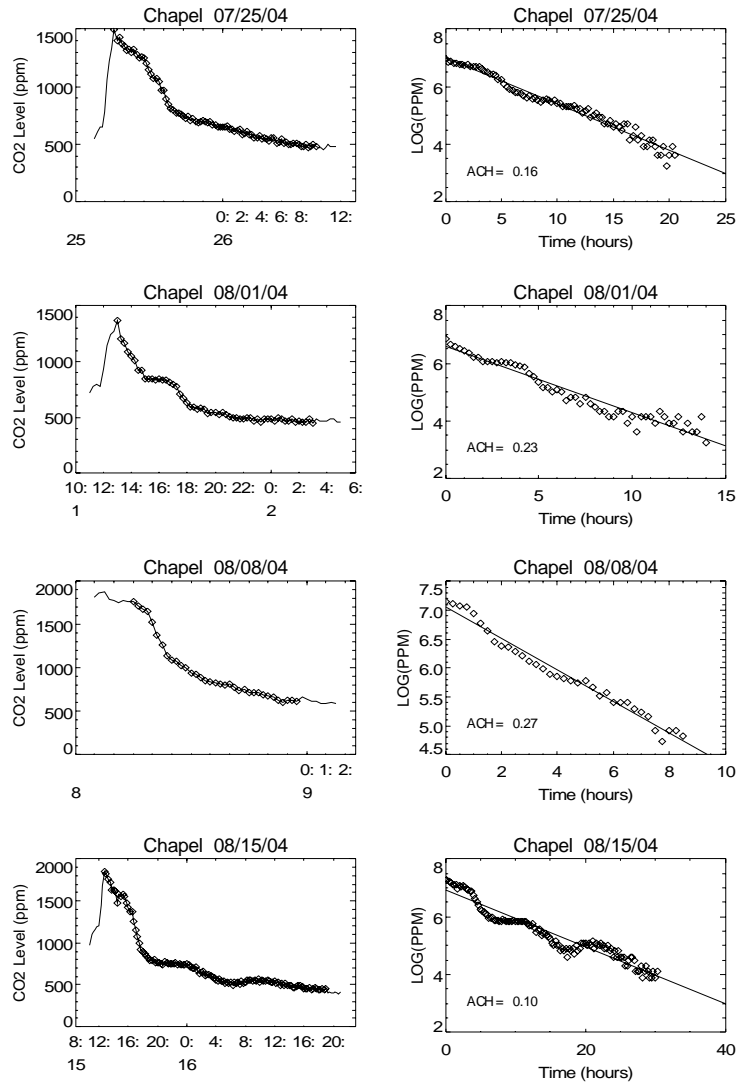 Chapel 07/25/04
CO2 Level (ppm)
1500
1000
500
0
0: 2: 4: 6: 8: 12:
25 26
Chapel 07/25/04
LOG(PPM)
8
6
4
2
ACH= 0.16
0 5 10 15 20 25
Time (hours)
Chapel 08/01/04
CO2 Level (ppm)
1500
1000
500
0
10: 12: 14: 16: 18: 20: 22: 0: 2: 4: 6:
1 2
Chapel 08/01/04
LOG(PPM)
8
6
4
2
ACH= 0.23
0 5 10 15
Time (hours)
Chapel 08/08/04
CO2 Level (ppm)
2000
1500
1000
500
0
0: 1: 2:
8 9
Chapel 08/08/04
LOG(PPM)
7.5
7.0
6.5
6.0
5.5
5.0
4.5
ACH= 0.27
0 2 4 6 8 10
Time (hours)
Chapel 08/15/04
CO2 Level (ppm)
2000
1500
1000
500
0
8: 12: 16: 20: 0: 4: 8: 12: 16: 20:
15 16
Chapel 08/15/04
LOG(PPM)
8
6
4
2
ACH= 0.10
0 10 20 30 40
Time (hours)